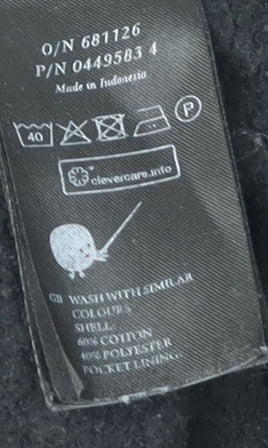 O/N 681126
P/N 0449583 4
Made in Indonesia
40 P
clevercare.info
GB WASH WITH SIMILAR
COLOURS
SHELL:
60% COTTON
40% POLYESTER
POCKET LINING: